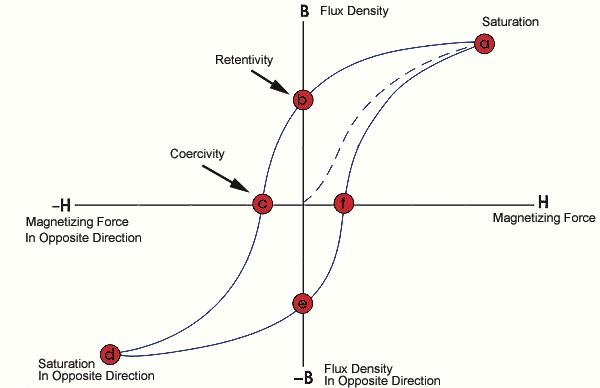 B Flux Density
Saturation
a
Retentivity
b
Coercivity
–H
c
f
H
Magnetizing Force
In Opposite Direction
Magnetizing Force
e
d
Saturation
In Opposite Direction
–B Flux Density
In Opposite Direction